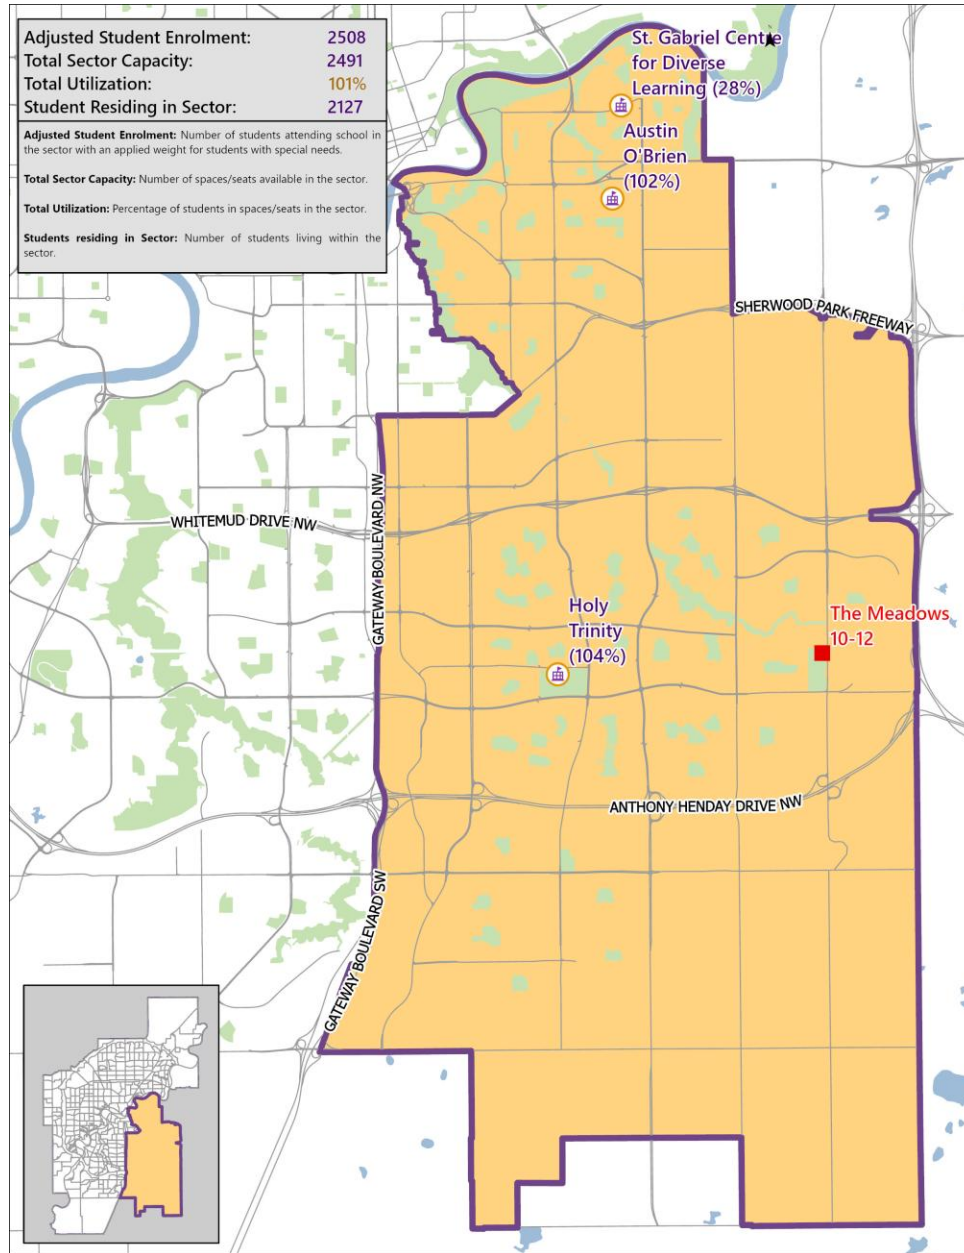 Adjusted Student Enrolment: 2508
Total Sector Capacity: 2491
Total Utilization: 101%
Student Residing in Sector: 2127
Adjusted Student Enrolment: Number of students attending school in
the sector with an applied weight for students with special needs.
Total Sector Capacity: Number of spaces/seats available in the sector.
Total Utilization: Percentage of students in spaces/seats in the sector.
Students residing in Sector: Number of students living within the
sector.
St. Gabriel Centre
for Diverse
Learning (28%)
Austin
O'Brien
(102%)
SHERWOOD PARK FREEWAY
WHITEMUD DRIVE NW
GATEWAY BOULEVARD NW
Holy
Trinity
(104%)
The Meadows
10-12
ANTHONY HENDAY DRIVE NW
GATEWAY BOULEVARD SW